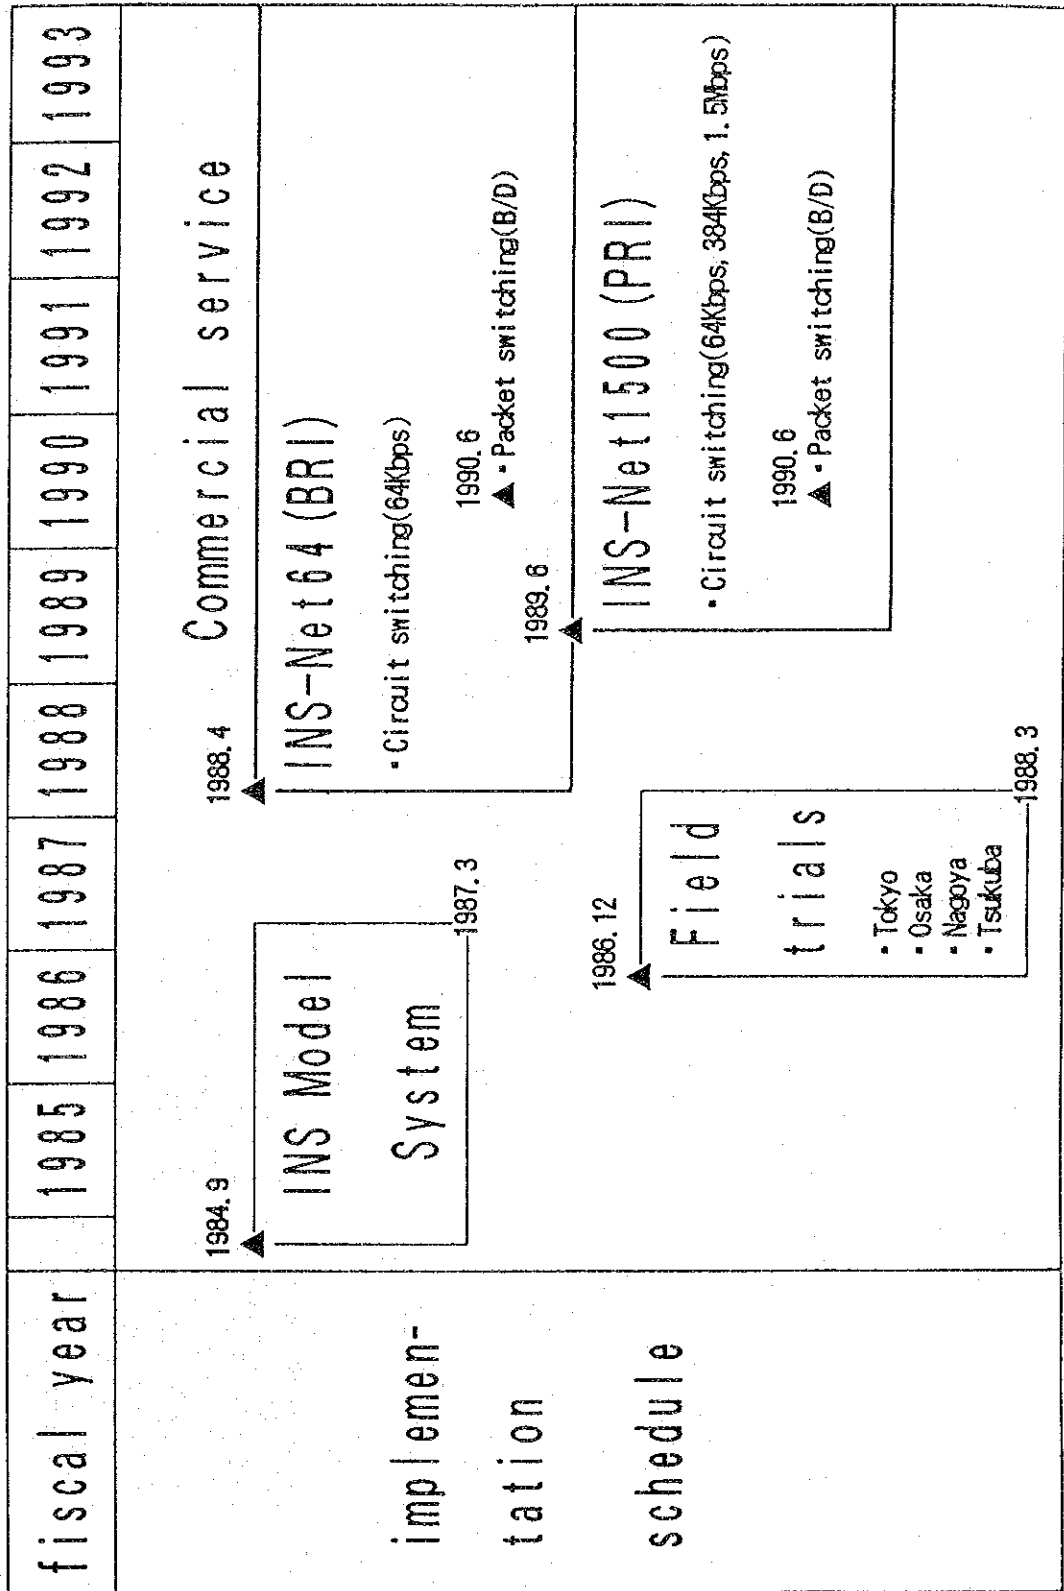 fiscal year 1985 1986 1987 1988 1989 1990 1991 1992 1993
implemen-
tation
schedule
1984.9
INS Model
System
1987.3
1986.12
Field
trials
・Tokyo
・Osaka
・Nagoya
・Tsukuba
1988.3
1988.4
Commercial service
INS-Net64(BRI)
・Circuit switching(64Kbps)
1990.6
▲・Packet switching(B/D)
1989.6
INS-Net1500(PRI)
・Circuit switching(64Kbps,384Kbps,1.5Mbps)
1990.6
▲・Packet switching(B/D)